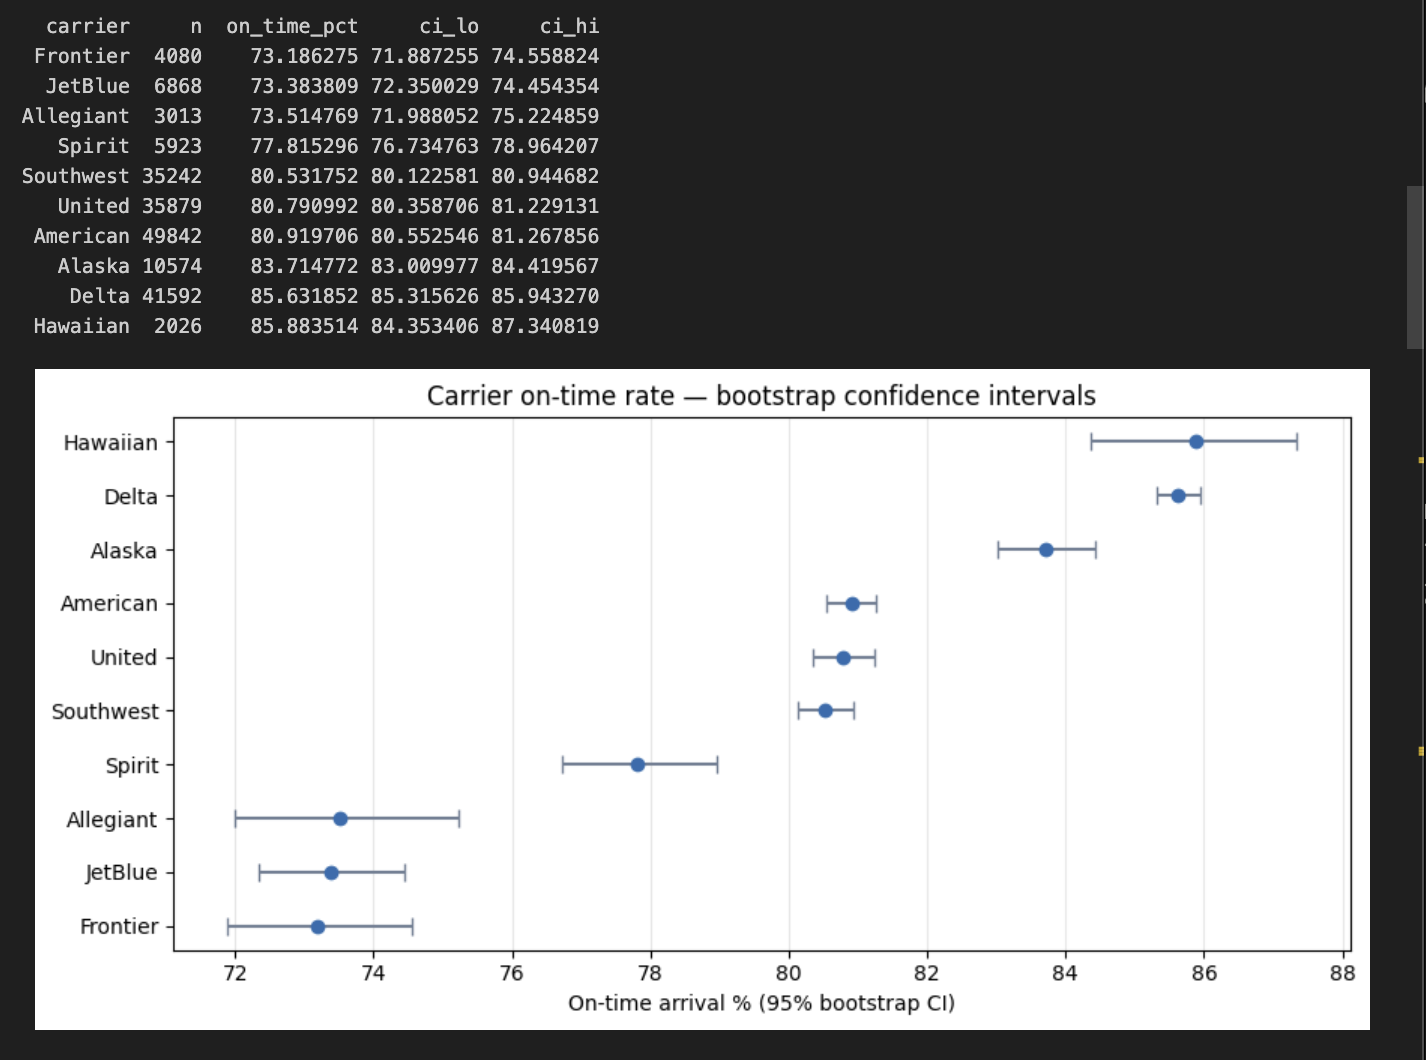 carrier n on_time_pct ci_lo ci_hi
Frontier 4080 73.186275 71.887255 74.558824
JetBlue 6868 73.383809 72.350029 74.454354
Allegiant 3013 73.514769 71.988052 75.224859
Spirit 5923 77.815296 76.734763 78.964207
Southwest 35242 80.531752 80.122581 80.944682
United 35879 80.790992 80.358706 81.229131
American 49842 80.919706 80.552546 81.267856
Alaska 10574 83.714772 83.009977 84.419567
Delta 41592 85.631852 85.315626 85.943270
Hawaiian 2026 85.883514 84.353406 87.340819
Carrier on-time rate — bootstrap confidence intervals
Hawaiian
Delta
Alaska
American
United
Southwest
Spirit
Allegiant
JetBlue
Frontier
72 74 76 78 80 82 84 86 88
On-time arrival % (95% bootstrap CI)